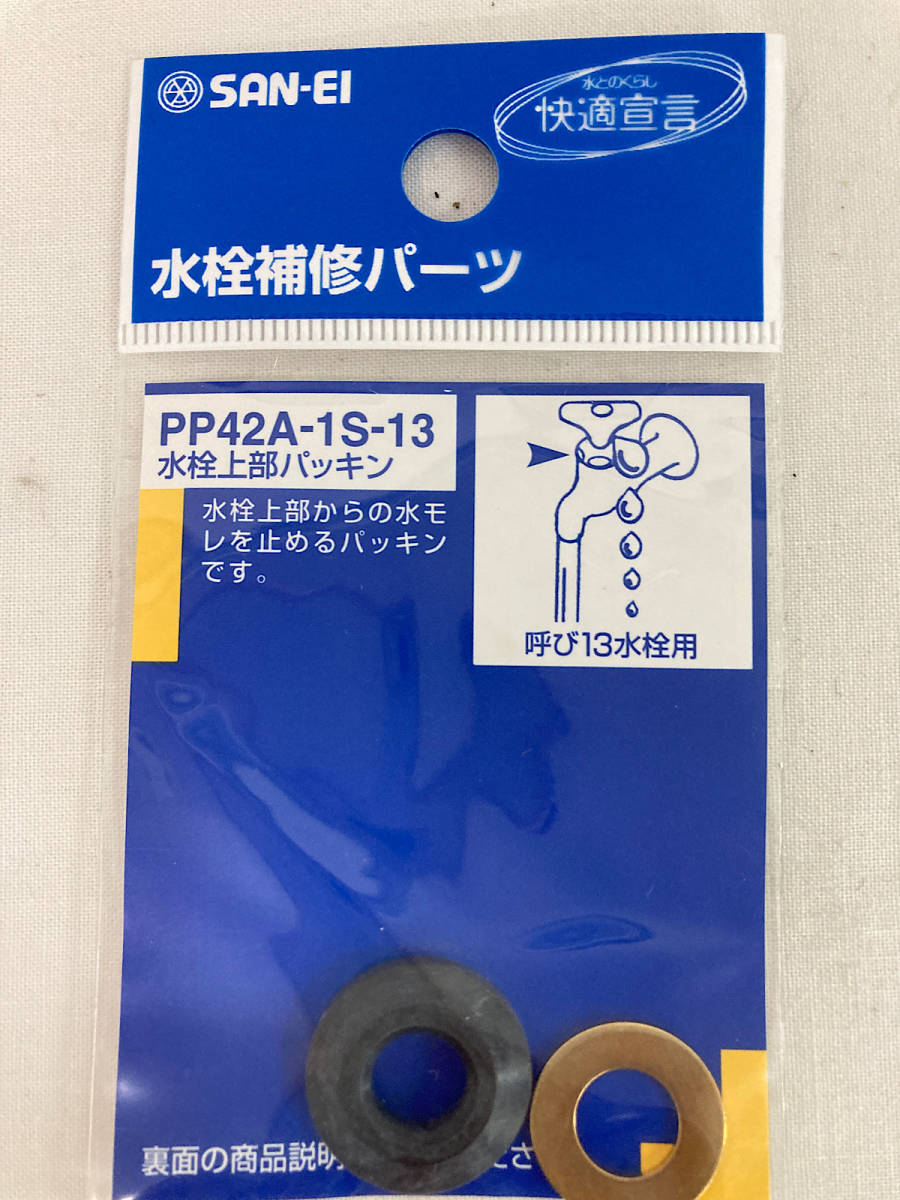 SAN-EI
水とのくらし
快適宣言
水栓補修パーツ
PP42A-1S-13
水栓上部パッキン
水栓上部からの水モ
レを止めるパッキン
です。
呼び13水栓用
裏面の商品説明
ださ